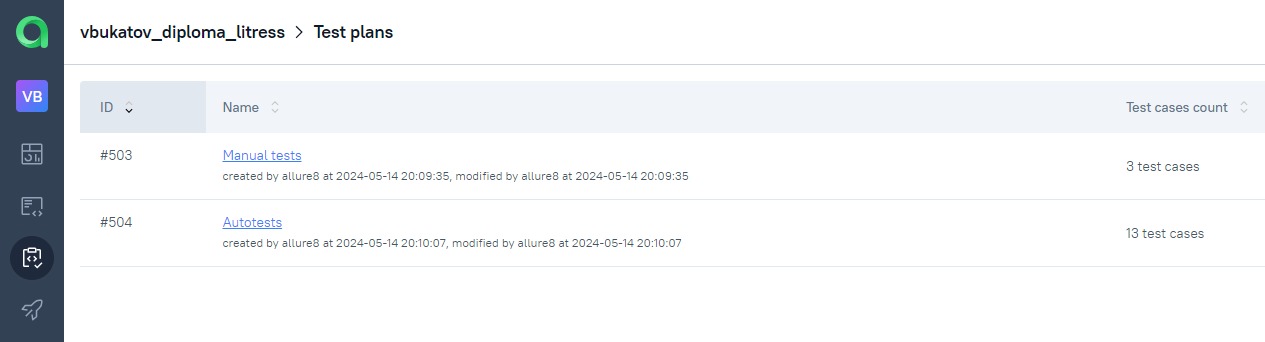 vbukatov_diploma_litress > Test plans
VB
ID Name Test cases count
#503 Manual tests
created by allure8 at 2024-05-14 20:09:35, modified by allure8 at 2024-05-14 20:09:35
3 test cases
#504 Autotests
created by allure8 at 2024-05-14 20:10:07, modified by allure8 at 2024-05-14 20:10:07
13 test cases